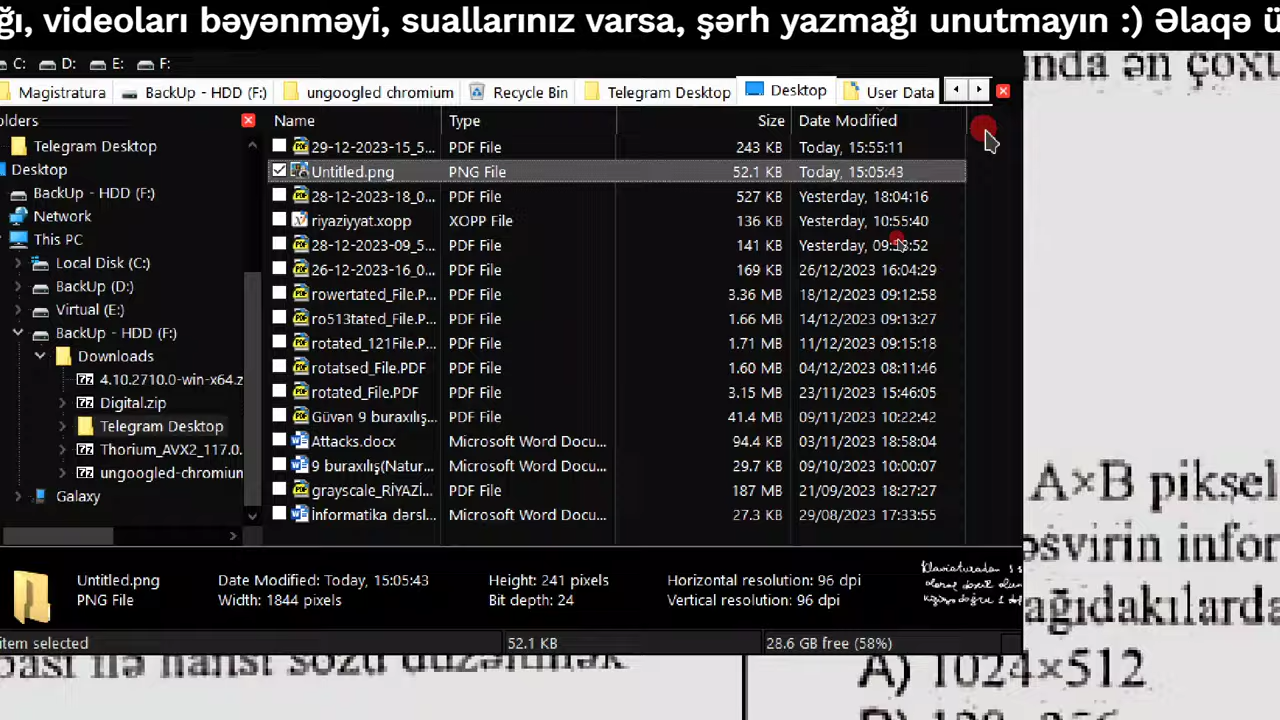 ğı, videoları bəyənməyi, suallarınız varsa, şərh yazmağı unutmayın :) Əlaqə ü
C: D: E: F:
Magistratura BackUp - HDD (F:) ungoogled chromium Recycle Bin Telegram Desktop Desktop User Data
olders
Name Type Size Date Modified
Telegram Desktop
Desktop
BackUp - HDD (F:)
Network
This PC
Local Disk (C:)
BackUp (D:)
Virtual (E:)
BackUp - HDD (F:)
Downloads
4.10.2710.0-win-x64.z
Digital.zip
Telegram Desktop
Thorium_AVX2_117.0.
ungoogled-chromium
Galaxy
29-12-2023-15_5... PDF File 243 KB Today, 15:55:11
Untitled.png PNG File 52.1 KB Today, 15:05:43
28-12-2023-18_0... PDF File 527 KB Yesterday, 18:04:16
riyaziyyat.xopp XOPP File 136 KB Yesterday, 10:55:40
28-12-2023-09_5... PDF File 141 KB Yesterday,
26-12-2023-16_0... PDF File 169 KB 26/12/2023 16:04:29
rowertated_File.P... PDF File 3.36 MB 18/12/2023 09:12:58
ro513tated_File.P... PDF File 1.66 MB 14/12/2023 09:13:27
rotated_121File.P... PDF File 1.71 MB 11/12/2023 09:15:18
rotatsed_File.PDF PDF File 1.60 MB 04/12/2023 08:11:46
rotated_File.PDF PDF File 3.15 MB 23/11/2023 15:46:05
Güvən 9 buraxılış... PDF File 41.4 MB 09/11/2023 10:22:42
Attacks.docx Microsoft Word Docu... 94.4 KB 03/11/2023 18:58:04
9 buraxılış(Natur... Microsoft Word Docu... 29.7 KB 09/10/2023 10:00:07
grayscale_RİYAZİ... PDF File 187 MB 21/09/2023 18:27:27
İnformatika dərsl... Microsoft Word Docu... 27.3 KB 29/08/2023 17:33:55
Untitled.png Date Modified: Today, 15:05:43 Height: 241 pixels Horizontal resolution: 96 dpi
PNG File Width: 1844 pixels Bit depth: 24 Vertical resolution: 96 dpi
item selected 52.1 KB 28.6 GB free (58%)
ında ən çoxu
A×B piksel
əsvirin infor
ağıdakılarda
hansı sözü düzəltmək
A) 1024×512